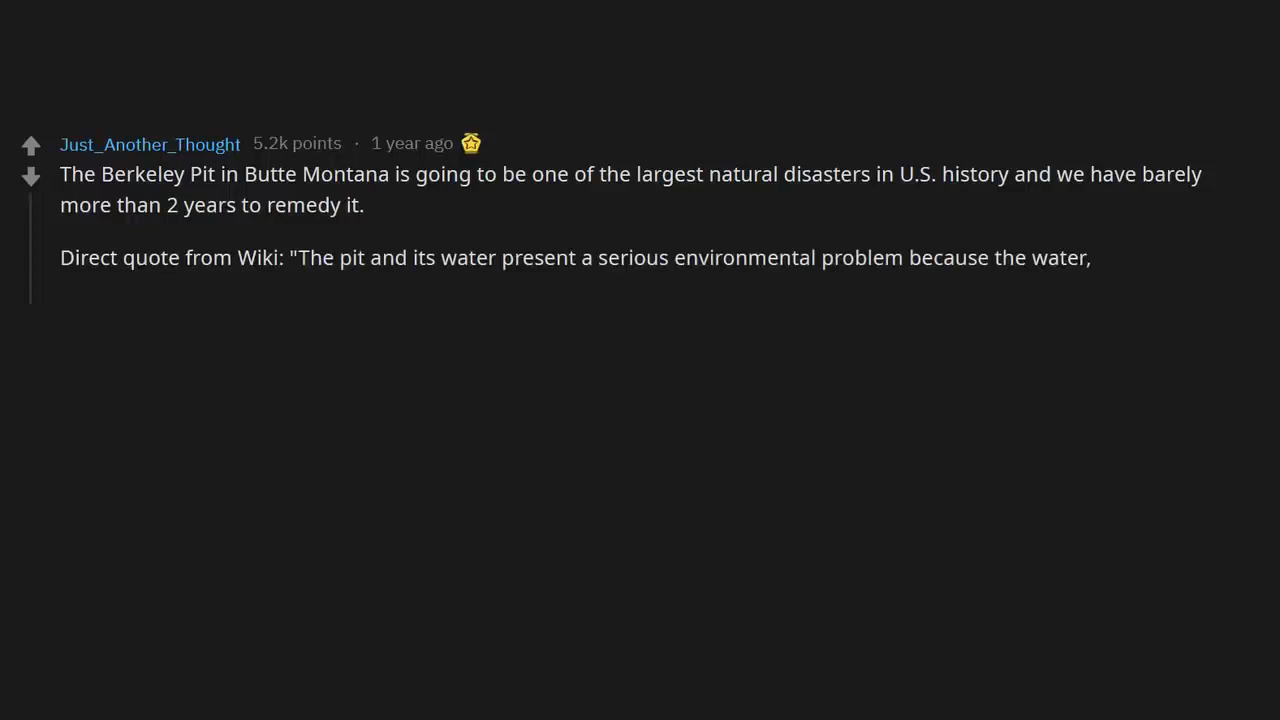 Just_Another_Thought 5.2k points · 1 year ago
The Berkeley Pit in Butte Montana is going to be one of the largest natural disasters in U.S. history and we have barely
more than 2 years to remedy it.
Direct quote from Wiki: "The pit and its water present a serious environmental problem because the water,